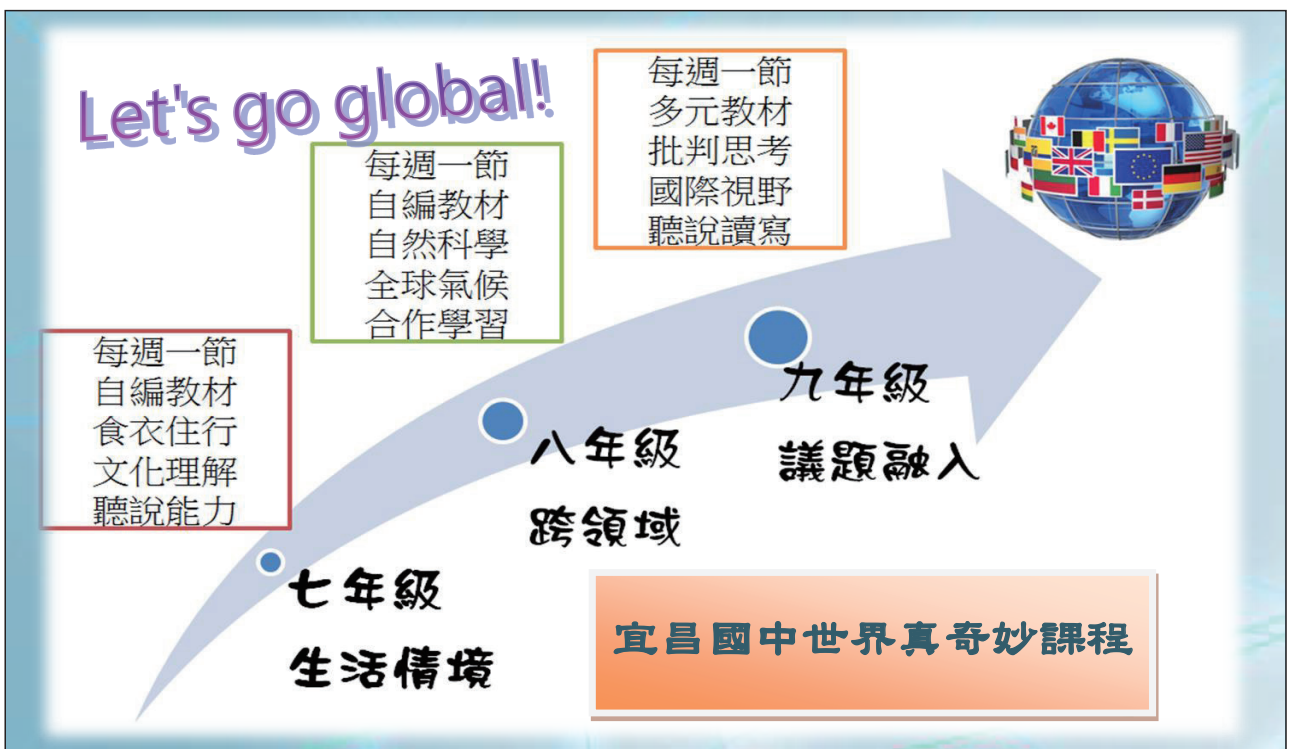 Let's go global!
每週一節
自編教材
食衣住行
文化理解
聽說能力
七年級
生活情境
每週一節
自編教材
自然科學
全球氣候
合作學習
八年級
跨領域
每週一節
多元教材
批判思考
國際視野
聽說讀寫
九年級
議題融入
宜昌國中世界真奇妙課程